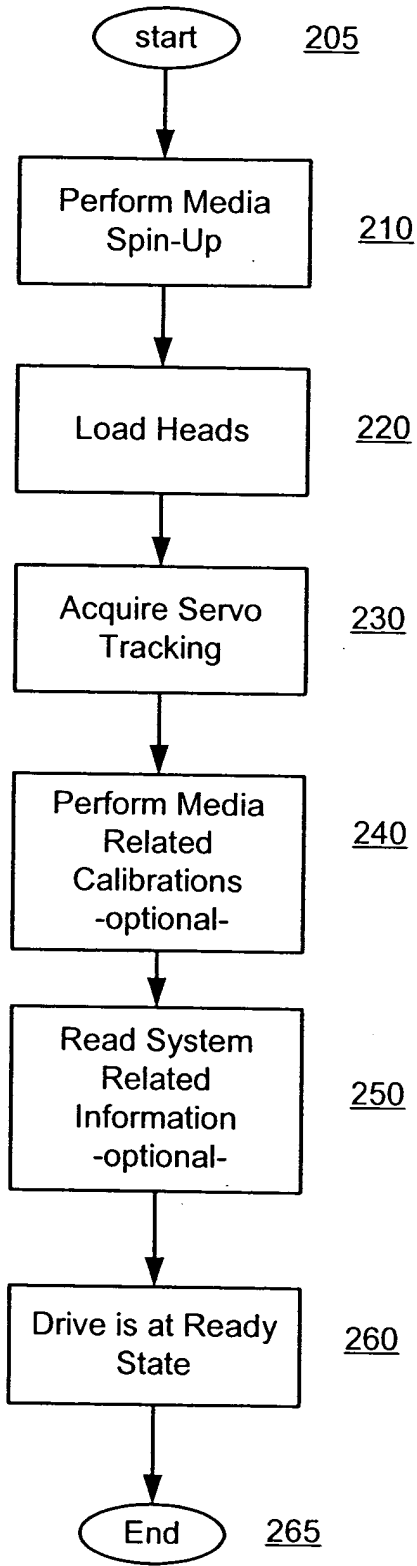 start 205
Perform Media
Spin-Up
210
Load Heads 220
Acquire Servo
Tracking
230
Perform Media
Related
Calibrations
-optional-
240
Read System
Related
Information
-optional-
250
Drive is at Ready
State
260
End 265